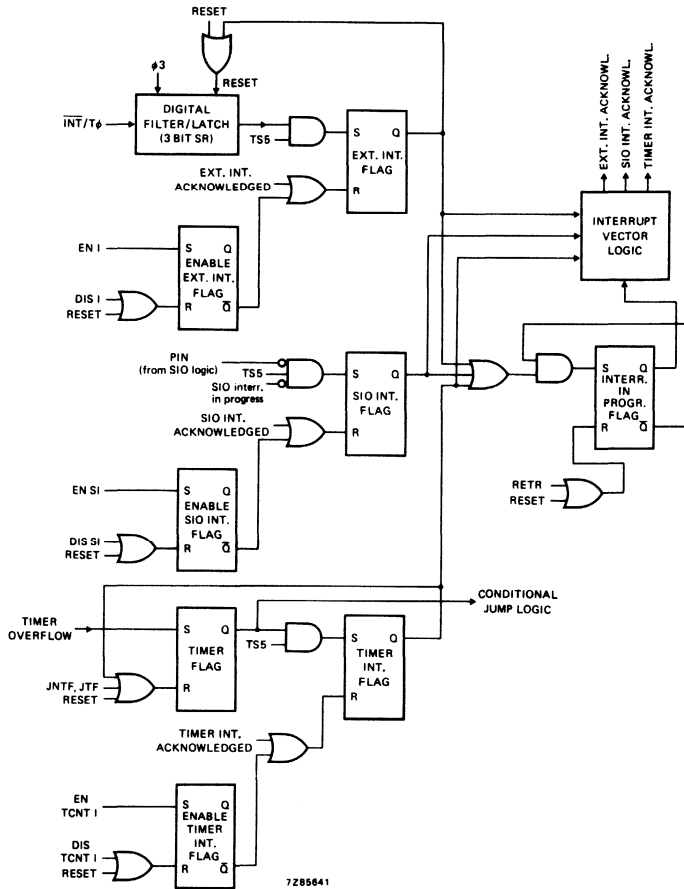 RESET
φ3
RESET
INT/Tφ
DIGITAL
FILTER/LATCH
(3 BIT SR)
TS5
S Q
EXT. INT.
FLAG
R
EXT. INT.
ACKNOWLEDGED
EXT. INT. ACKNOWL.
SIO INT. ACKNOWL.
TIMER INT. ACKNOWL.
INTERRUPT
VECTOR
LOGIC
EN I
S Q
ENABLE
EXT. INT.
FLAG
R Q̅
DIS I
RESET
PIN
(from SIO logic)
TS5
SIO interr.
in progress
S Q
SIO INT.
FLAG
R
SIO INT.
ACKNOWLEDGED
S Q
INTERR.
IN
PROGR.
FLAG
R Q̅
RETR
RESET
EN SI
S Q
ENABLE
SIO INT.
FLAG
R Q̅
DIS SI
RESET
TIMER
OVERFLOW
S Q
TIMER
FLAG
R
JNTF, JTF
RESET
CONDITIONAL
JUMP LOGIC
TS5
S Q
TIMER
INT.
FLAG
R
TIMER INT.
ACKNOWLEDGED
EN
TCNT I
S Q
ENABLE
TIMER
INT.
FLAG
R Q̅
DIS
TCNT I
RESET
7Z85641